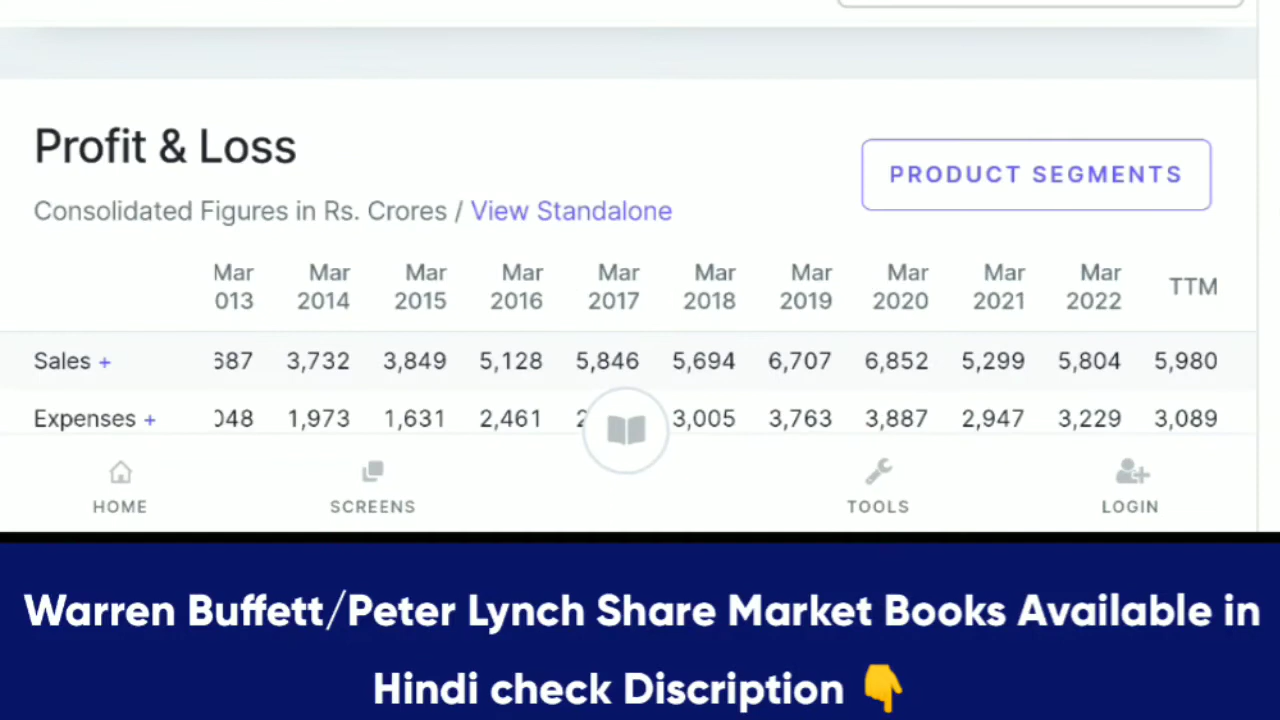 Profit & Loss
PRODUCT SEGMENTS
Consolidated Figures in Rs. Crores / View Standalone
Mar Mar Mar Mar Mar Mar Mar Mar Mar Mar TTM
013 2014 2015 2016 2017 2018 2019 2020 2021 2022
Sales + 687 3,732 3,849 5,128 5,846 5,694 6,707 6,852 5,299 5,804 5,980
Expenses + 048 1,973 1,631 2,461 3,005 3,763 3,887 2,947 3,229 3,089
HOME SCREENS TOOLS LOGIN
Warren Buffett/Peter Lynch Share Market Books Available in
Hindi check Discription 👇